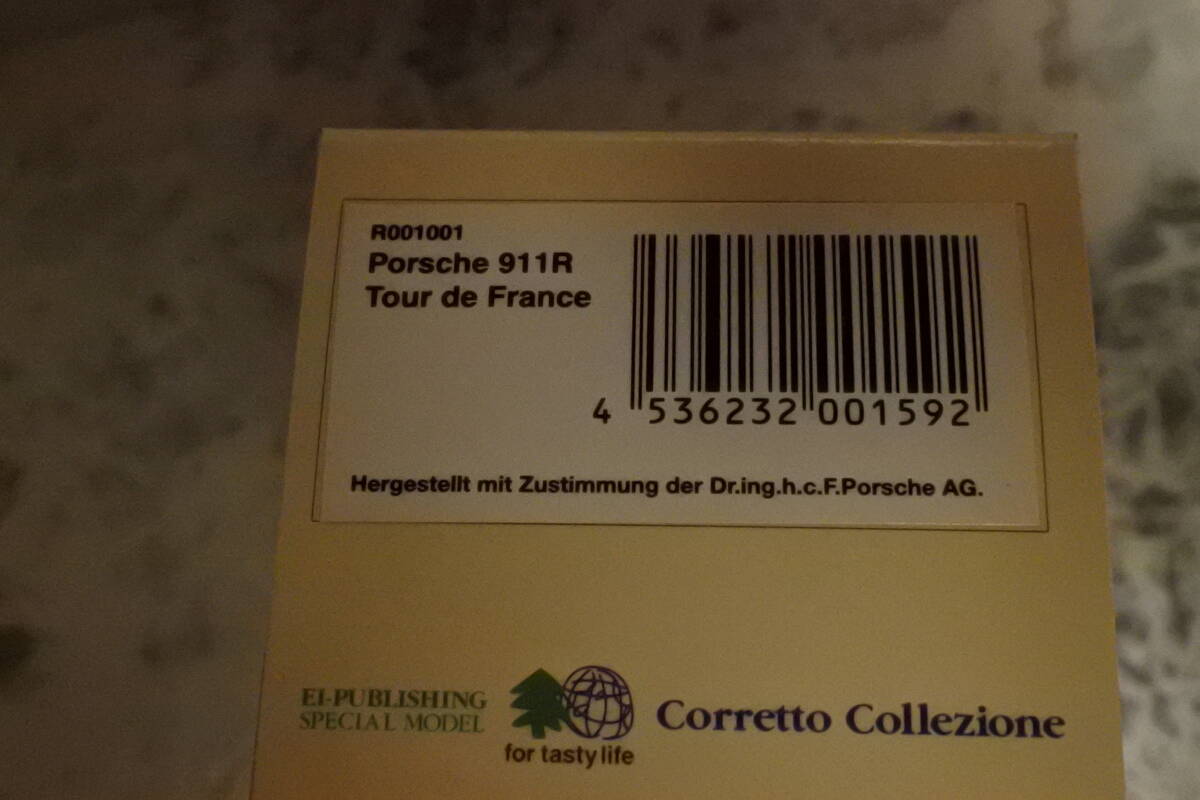 R001001
Porsche 911R
Tour de France
4 536232 001592
Hergestellt mit Zustimmung der Dr.ing.h.c.F.Porsche AG.
EI-PUBLISHING
SPECIAL MODEL
for tasty life
Corretto Collezione